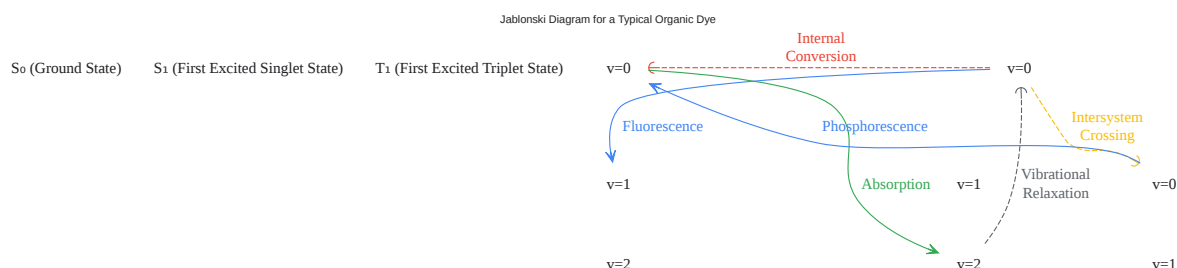 Jablonski Diagram for a Typical Organic Dye
Internal
Conversion
S₀ (Ground State)
S₁ (First Excited Singlet State)
T₁ (First Excited Triplet State)
v=0
v=0
Fluorescence
Phosphorescence
Intersystem
Crossing
v=1
Absorption
v=1
Vibrational
Relaxation
v=0
v=2
v=2
v=1